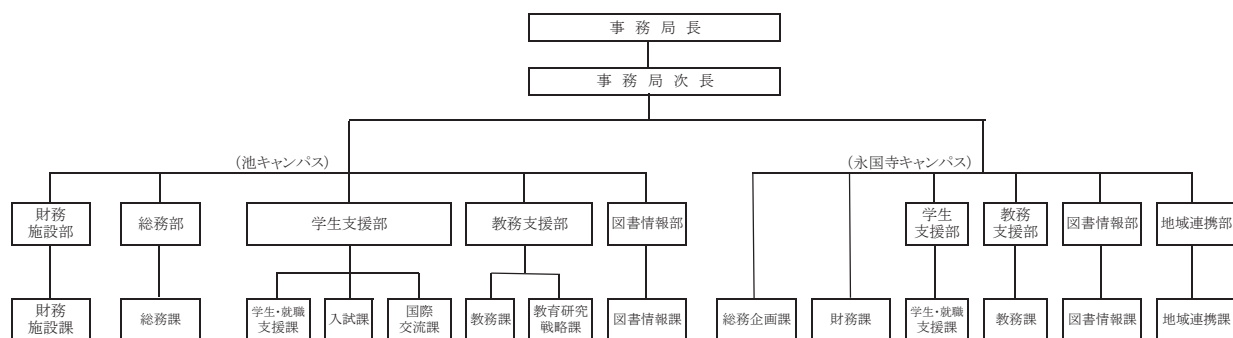 事務局長
事務局次長
(池キャンパス)
(永国寺キャンパス)
財務
施設部
総務部
学生支援部
教務支援部
図書情報部
学生
支援部
教務
支援部
図書情報部
地域連携部
財務
施設課
総務課
学生・就職
支援課
入試課
国際
交流課
教務課
教育研究
戦略課
図書情報課
総務企画課
財務課
学生・就職
支援課
教務課
図書情報課
地域連携課